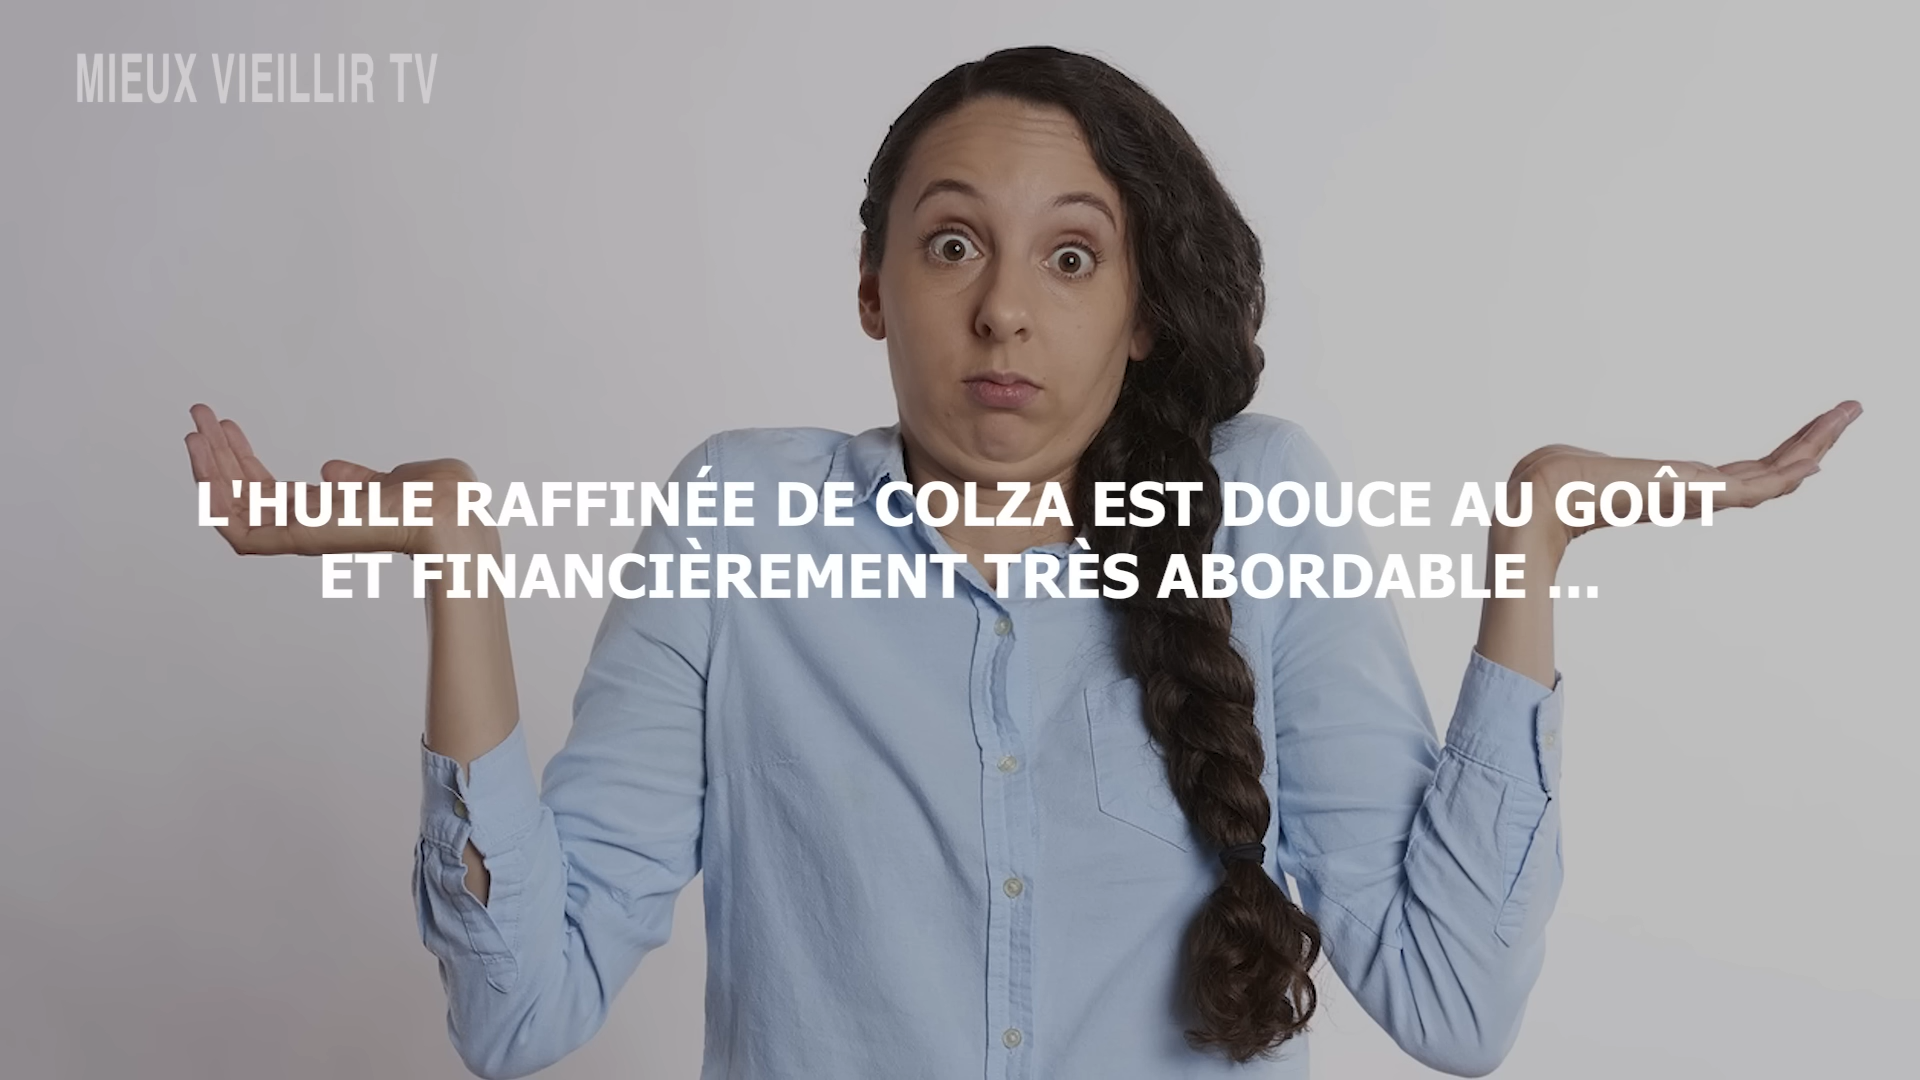 MIEUX VIEILLIR TV
L'HUILE RAFFINÉE DE COLZA EST DOUCE AU GOÛT
ET FINANCIÈREMENT TRÈS ABORDABLE ...